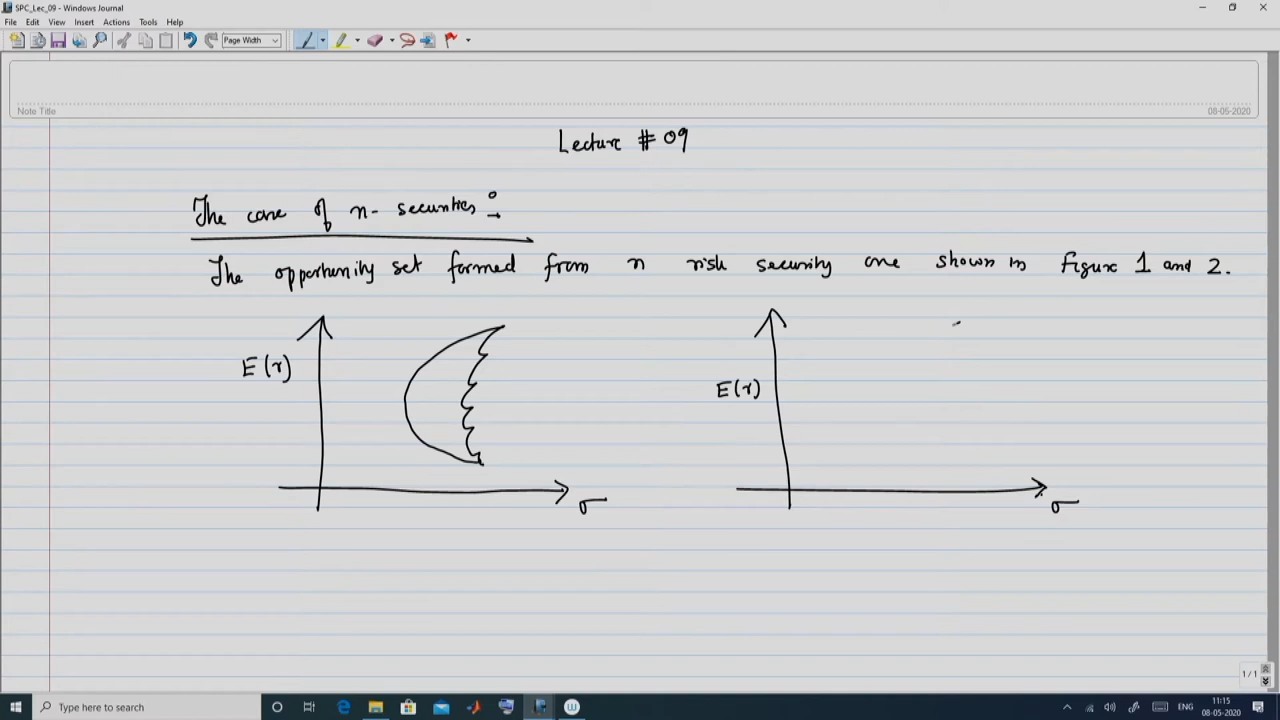 SPC_Lec_09 - Windows Journal
File Edit View Insert Actions Tools Help
Page Width
Note Title
08-05-2020
Lecture # 09
The case of n- securities :
The opportunity set formed from n risk security are shown in Figure 1 and 2.
E(r)
E(r)
σ
σ
1/1
Type here to search
ENG
11:15
08-05-2020